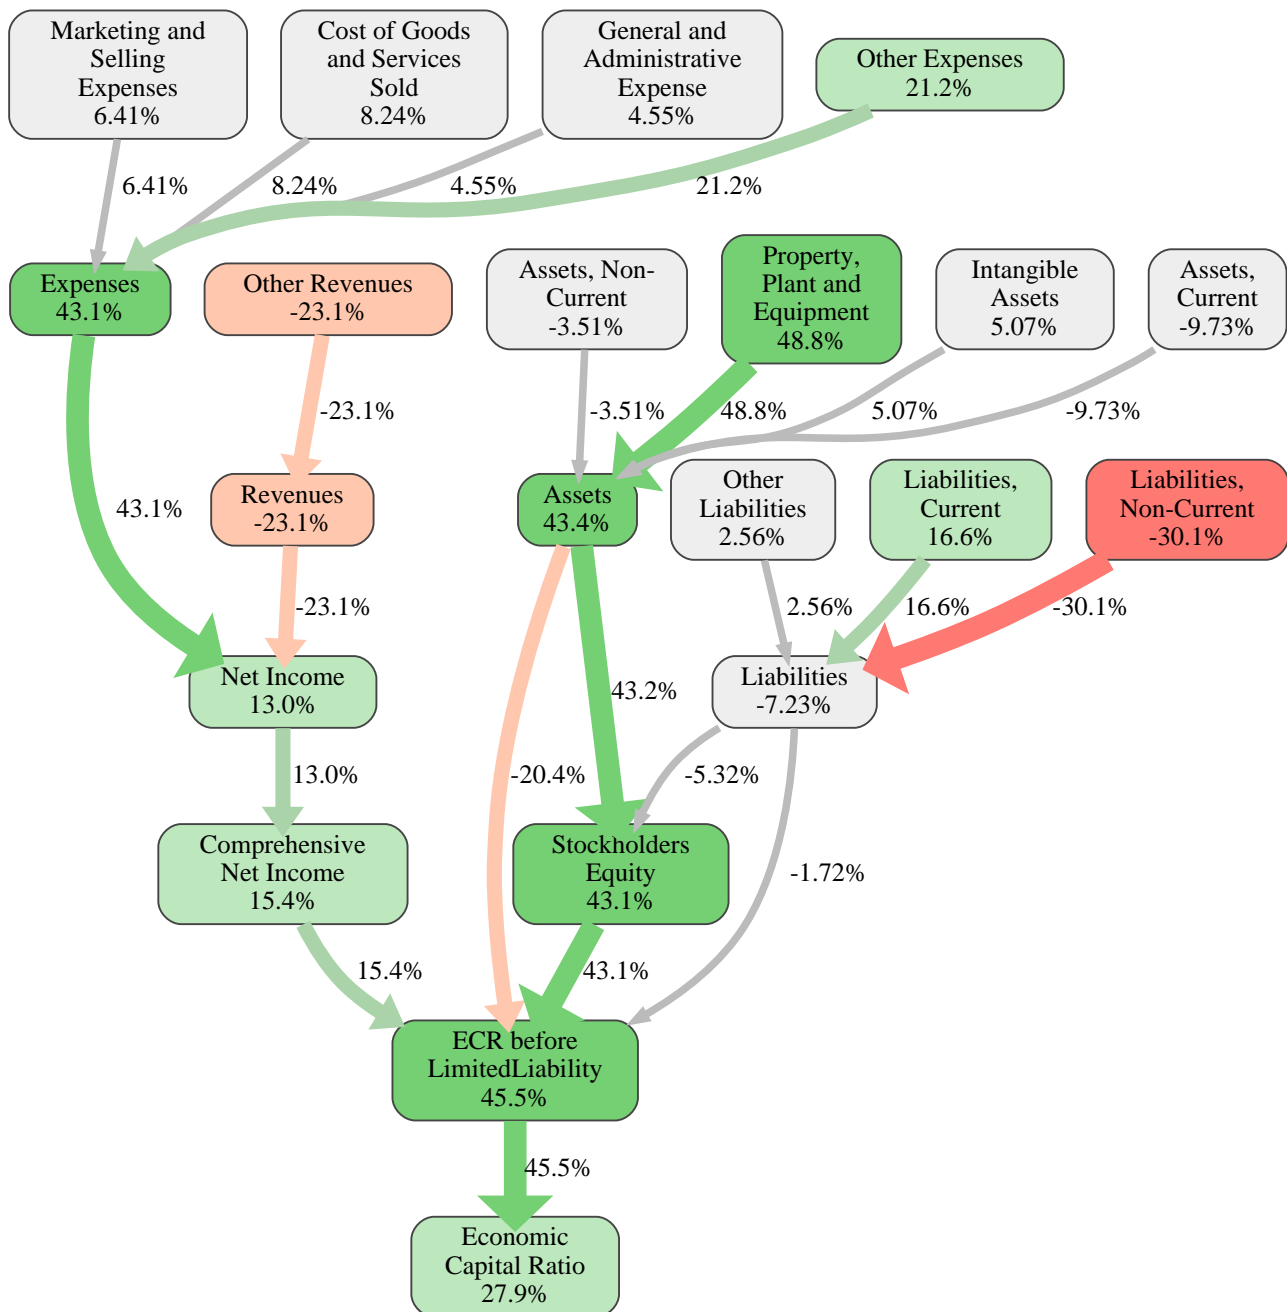 Marketing and
Selling
Expenses
6.41%
Cost of Goods
and Services
Sold
8.24%
General and
Administrative
Expense
4.55%
Other Expenses
21.2%
6.41%
8.24%
4.55%
21.2%
Expenses
43.1%
Other Revenues
-23.1%
Assets, Non-
Current
-3.51%
Property,
Plant and
Equipment
48.8%
Intangible
Assets
5.07%
Assets,
Current
-9.73%
-23.1%
-3.51%
48.8%
5.07%
-9.73%
43.1%
Revenues
-23.1%
Assets
43.4%
Other
Liabilities
2.56%
Liabilities,
Current
16.6%
Liabilities,
Non-Current
-30.1%
-23.1%
2.56%
16.6%
-30.1%
Net Income
13.0%
43.2%
Liabilities
-7.23%
13.0%
-20.4%
-5.32%
Comprehensive
Net Income
15.4%
Stockholders
Equity
43.1%
-1.72%
15.4%
43.1%
ECR before
LimitedLiability
45.5%
45.5%
Economic
Capital Ratio
27.9%